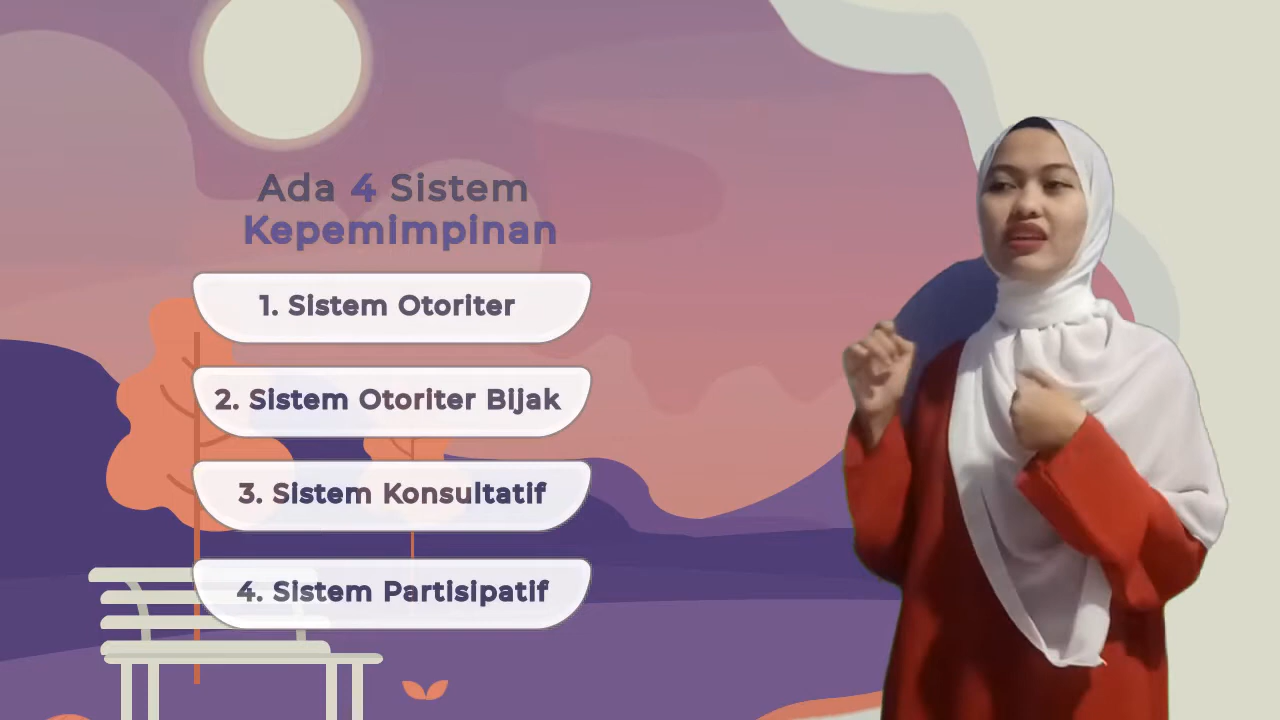 Ada 4 Sistem
Kepemimpinan
1. Sistem Otoriter
2. Sistem Otoriter Bijak
3. Sistem Konsultatif
4. Sistem Partisipatif